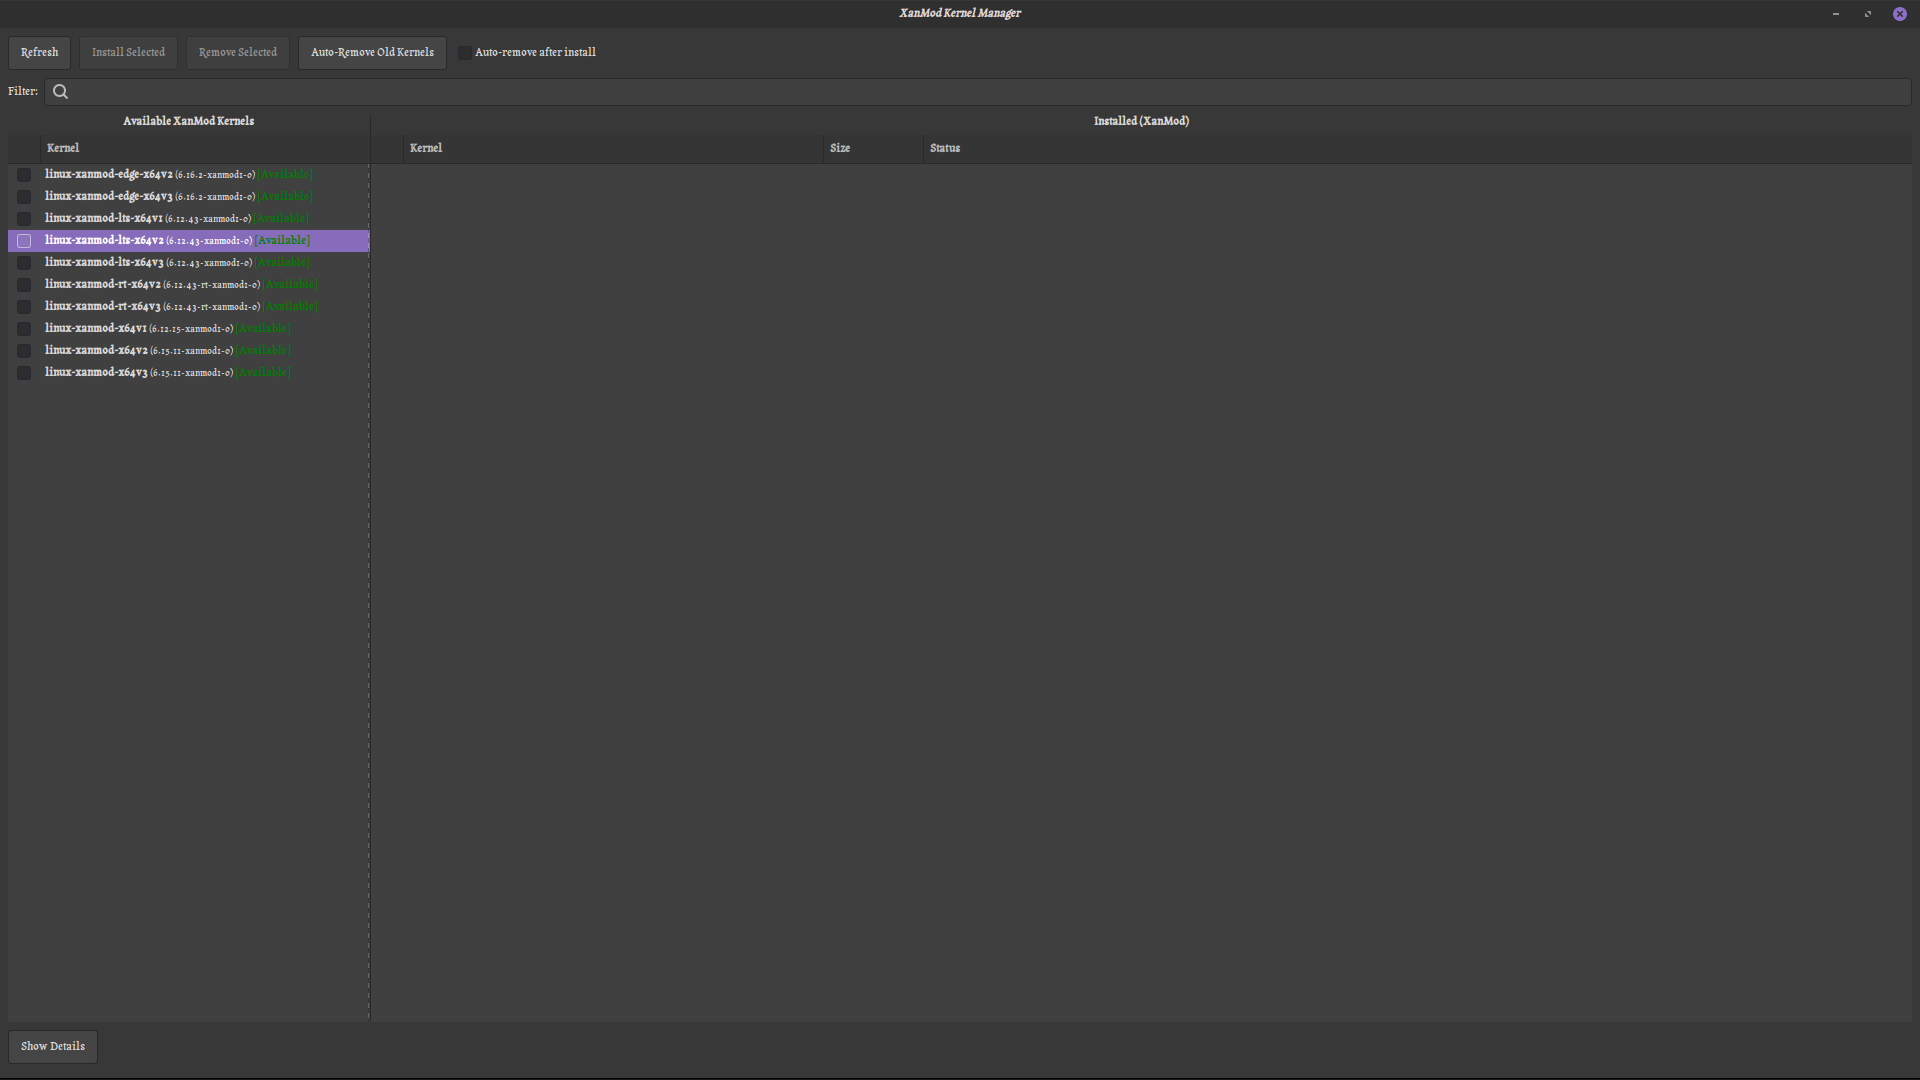 XanMod Kernel Manager
Refresh Install Selected Remove Selected Auto-Remove Old Kernels Auto-remove after install
Filter:
Available XanMod Kernels Installed (XanMod)
Kernel Kernel Size Status
linux-xanmod-edge-x64v2 (6.16.2-xanmod1-0) [Available]
linux-xanmod-edge-x64v3 (6.16.2-xanmod1-0) [Available]
linux-xanmod-lts-x64v1 (6.12.43-xanmod1-0) [Available]
linux-xanmod-lts-x64v2 (6.12.43-xanmod1-0) [Available]
linux-xanmod-lts-x64v3 (6.12.43-xanmod1-0) [Available]
linux-xanmod-rt-x64v2 (6.12.43-rt-xanmod1-0) [Available]
linux-xanmod-rt-x64v3 (6.12.43-rt-xanmod1-0) [Available]
linux-xanmod-x64v1 (6.12.15-xanmod1-0) [Available]
linux-xanmod-x64v2 (6.15.11-xanmod1-0) [Available]
linux-xanmod-x64v3 (6.15.11-xanmod1-0) [Available]
Show Details